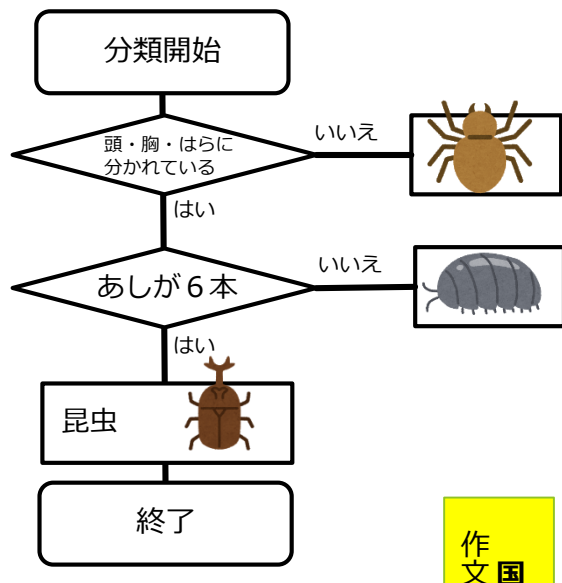 分類開始
頭・胸・はらに
分かれている
いいえ
はい
あしが６本
いいえ
はい
昆虫
終了
国
作文